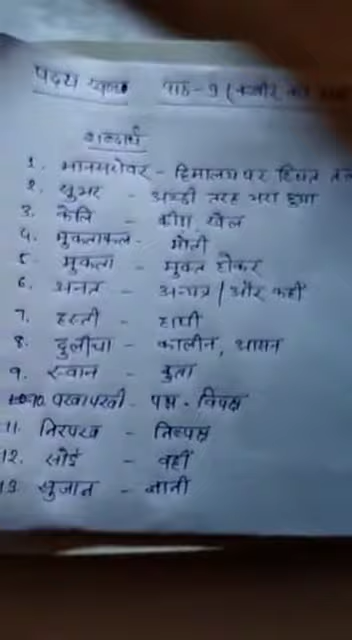 पद्य खण्ड पाठ-9 (कबीर
शब्दार्थ
1. मानसरोवर - हिमालय पर स्थित
2. सुभर - अच्छी तरह भरा हुआ
3. केलि - क्रीड़ा, खेल
4. मुकताफल - मोती
5. मुकता - मुक्त होकर
6. अनत - अन्यत्र / और कहीं
7. हस्ती - हाथी
8. दुलीचा - कालीन, आसन
9. स्वान - कुत्ता
10. पखापखी - पक्ष - विपक्ष
11. निरपख - निष्पक्ष
12. सोई - वहीं
13. सुजान - ज्ञानी